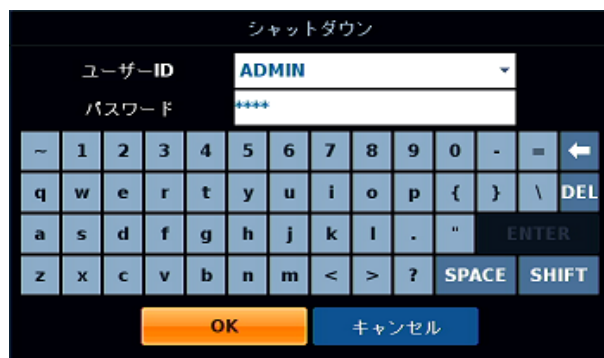 シャットダウン
ユーザーID ADMIN
パスワード ****
~ 1 2 3 4 5 6 7 8 9 0 - = ←
q w e r t y u i o p { } \ DEL
a s d f g h j k l . " ENTER
z x c v b n m < > ? SPACE SHIFT
OK キャンセル